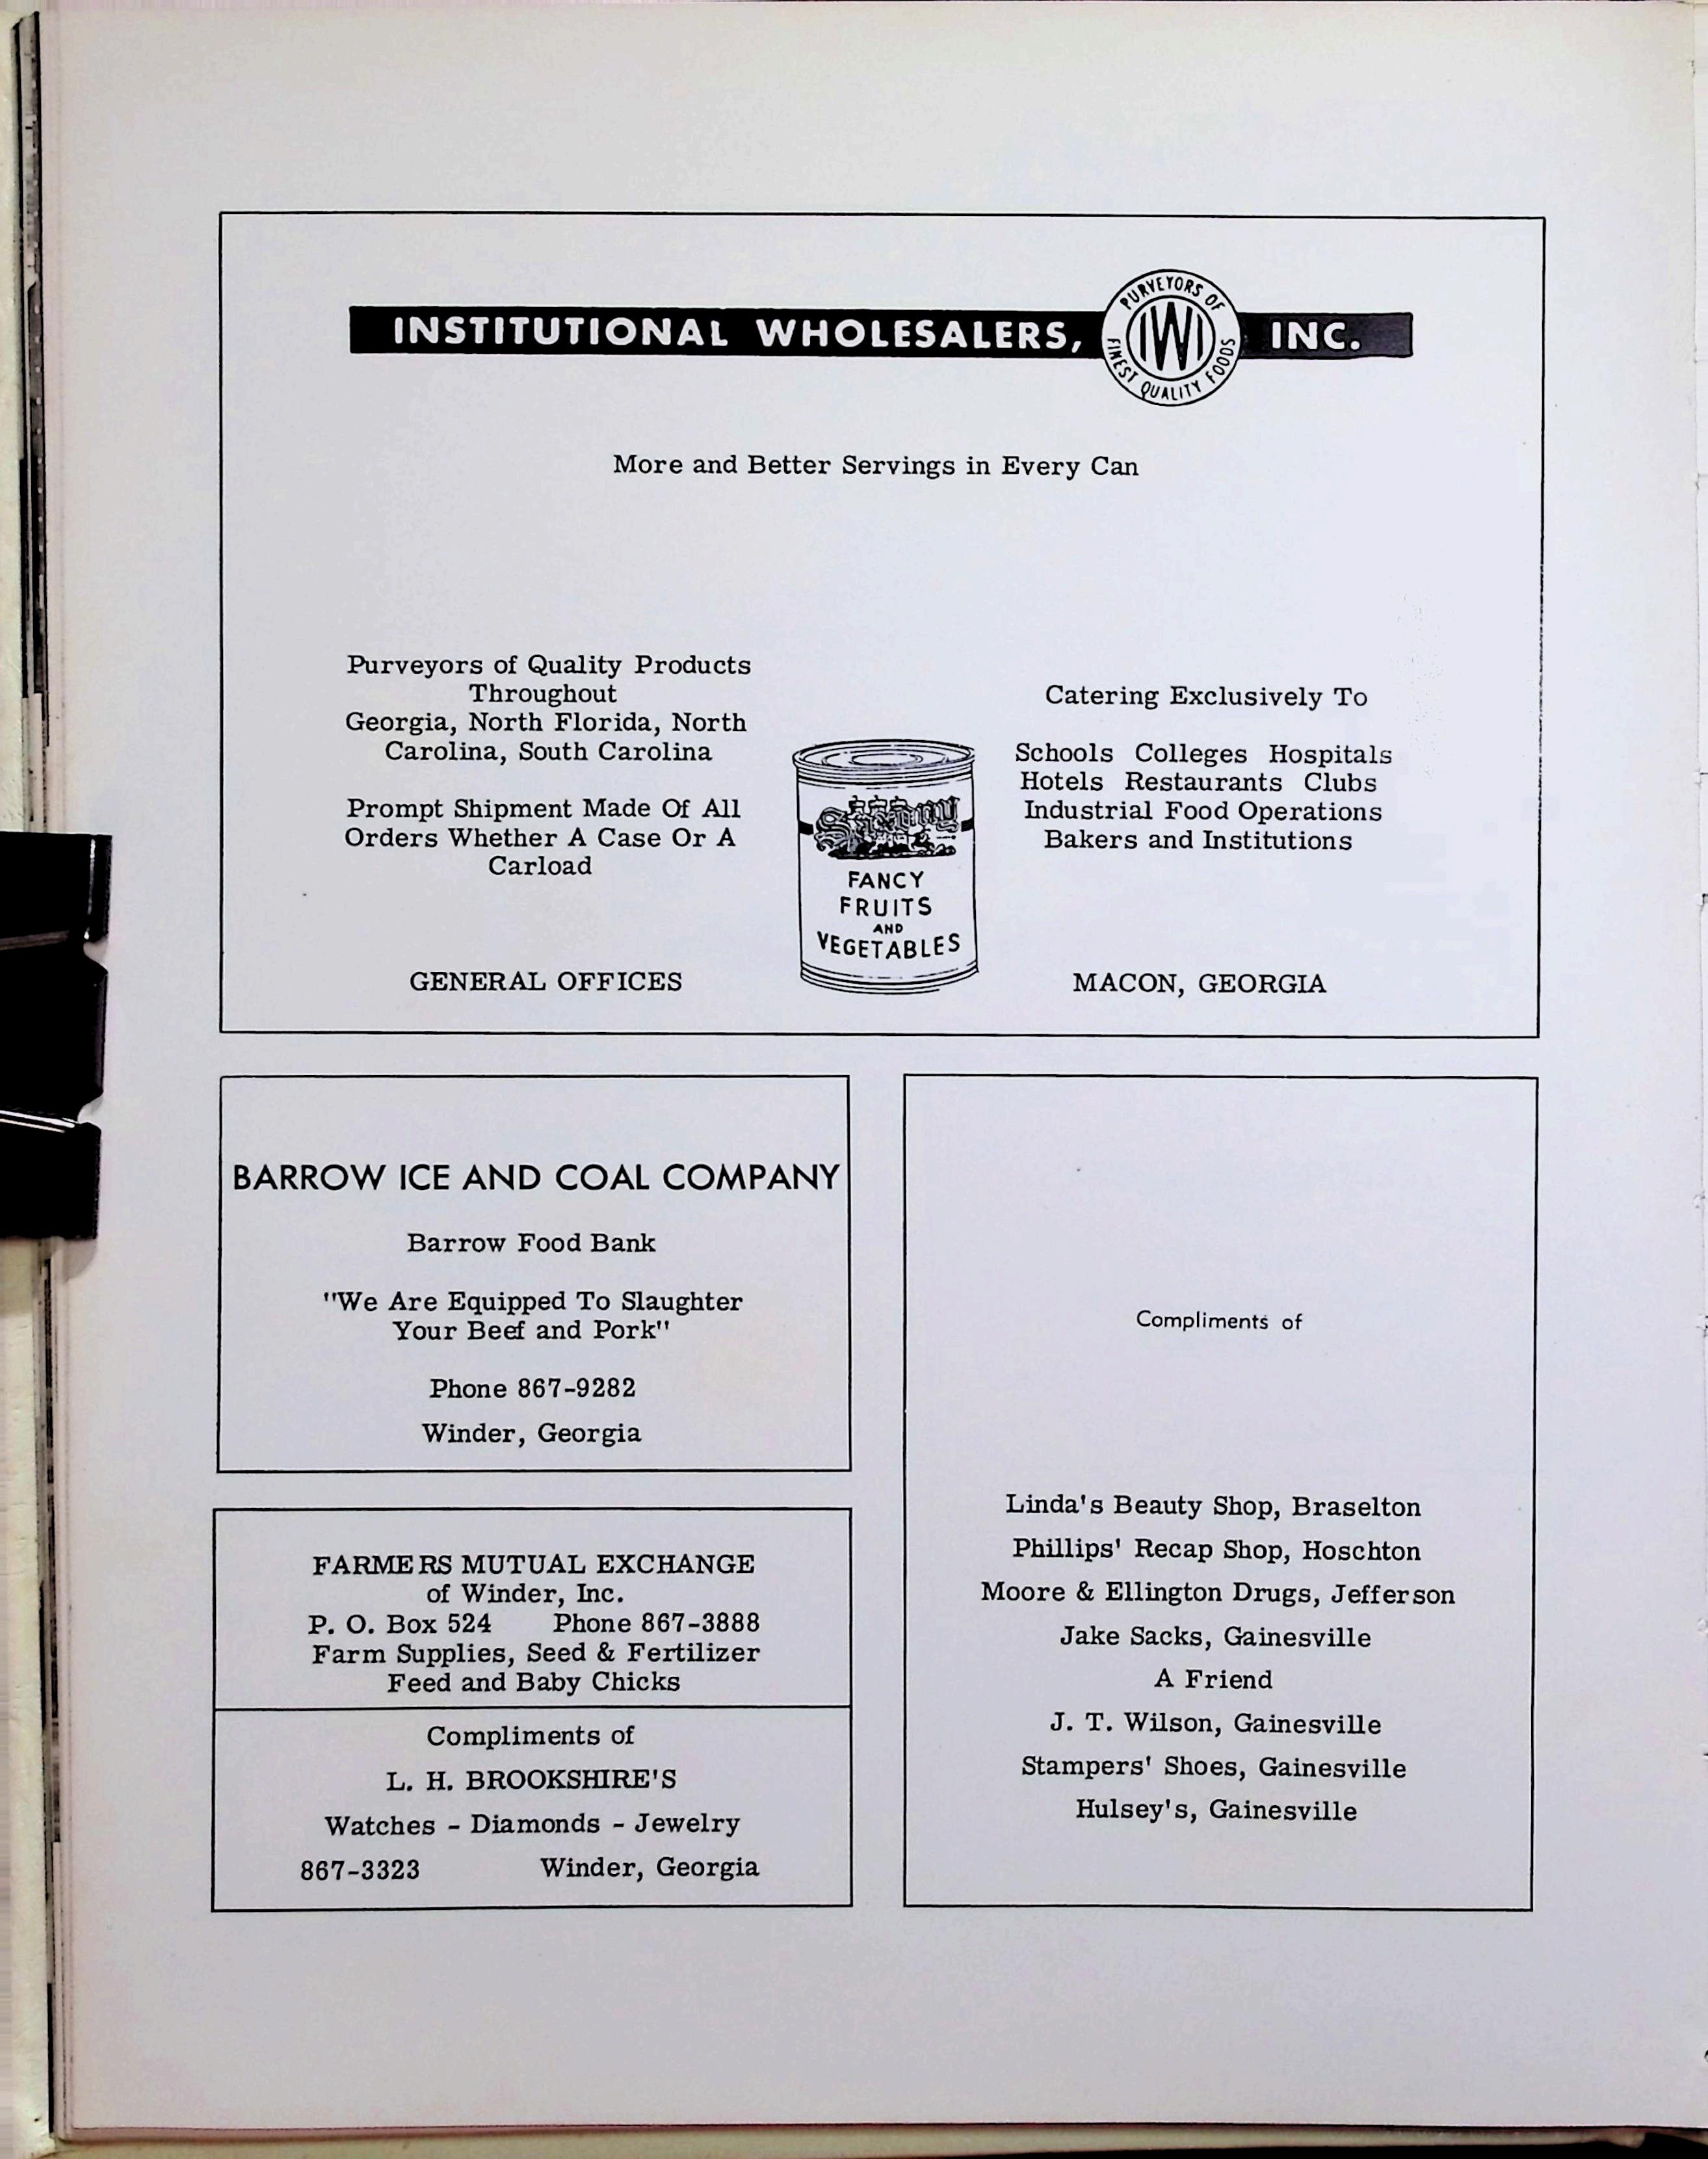 INSTITUTIONAL WHOLESALERS, INC.
PURVEYORS OF
IWI
FINEST QUALITY FOODS
More and Better Servings in Every Can
Purveyors of Quality Products
Throughout
Georgia, North Florida, North
Carolina, South Carolina
Prompt Shipment Made Of All
Orders Whether A Case Or A
Carload
GENERAL OFFICES
FANCY
FRUITS
AND
VEGETABLES
Catering Exclusively To
Schools Colleges Hospitals
Hotels Restaurants Clubs
Industrial Food Operations
Bakers and Institutions
MACON, GEORGIA
BARROW ICE AND COAL COMPANY
Barrow Food Bank
"We Are Equipped To Slaughter
Your Beef and Pork"
Phone 867-9282
Winder, Georgia
FARMERS MUTUAL EXCHANGE
of Winder, Inc.
P. O. Box 524 Phone 867-3888
Farm Supplies, Seed & Fertilizer
Feed and Baby Chicks
Compliments of
L. H. BROOKSHIRE'S
Watches - Diamonds - Jewelry
867-3323 Winder, Georgia
Compliments of
Linda's Beauty Shop, Braselton
Phillips' Recap Shop, Hoschton
Moore & Ellington Drugs, Jefferson
Jake Sacks, Gainesville
A Friend
J. T. Wilson, Gainesville
Stampers' Shoes, Gainesville
Hulsey's, Gainesville